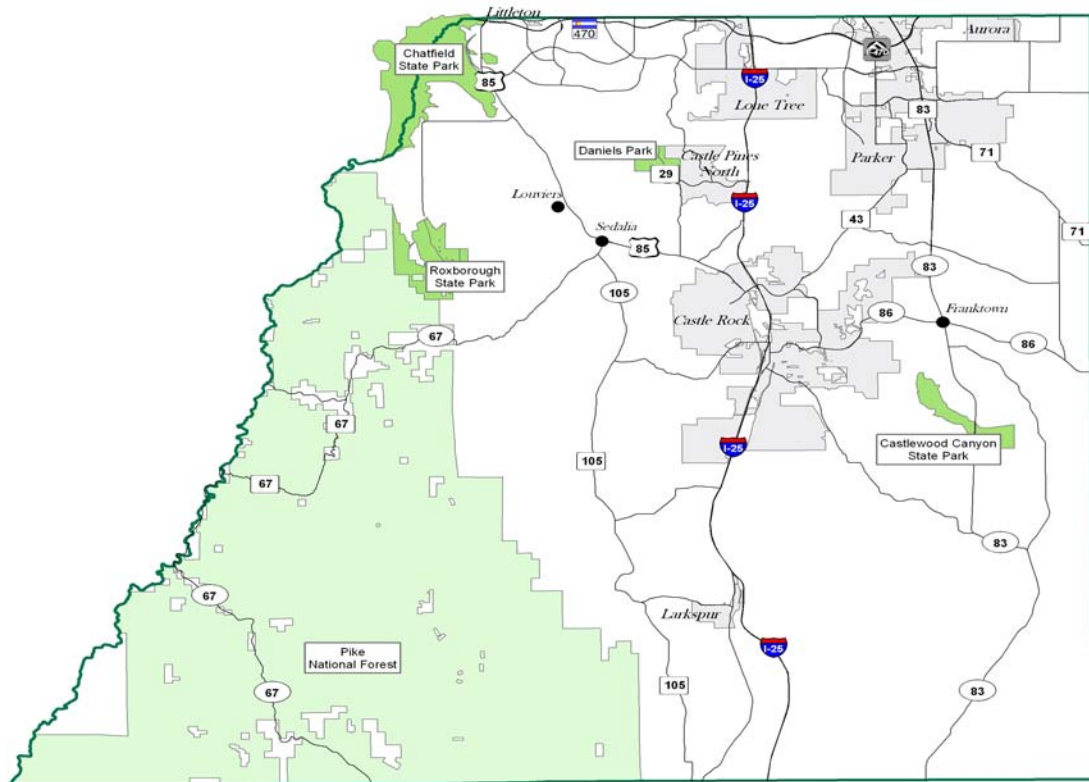 Littleton
470
Aurora
Chatfield
State Park
85
I-25
Lone Tree
83
Daniels Park
Castle Pines
North
Parker
71
29
Louviers
I-25
43
Sedalia
85
71
Roxborough
State Park
105
83
Castle Rock
86
Franktown
67
86
67
I-25
Castlewood Canyon
State Park
105
67
83
67
Larkspur
Pike
National Forest
I-25
105
67
83